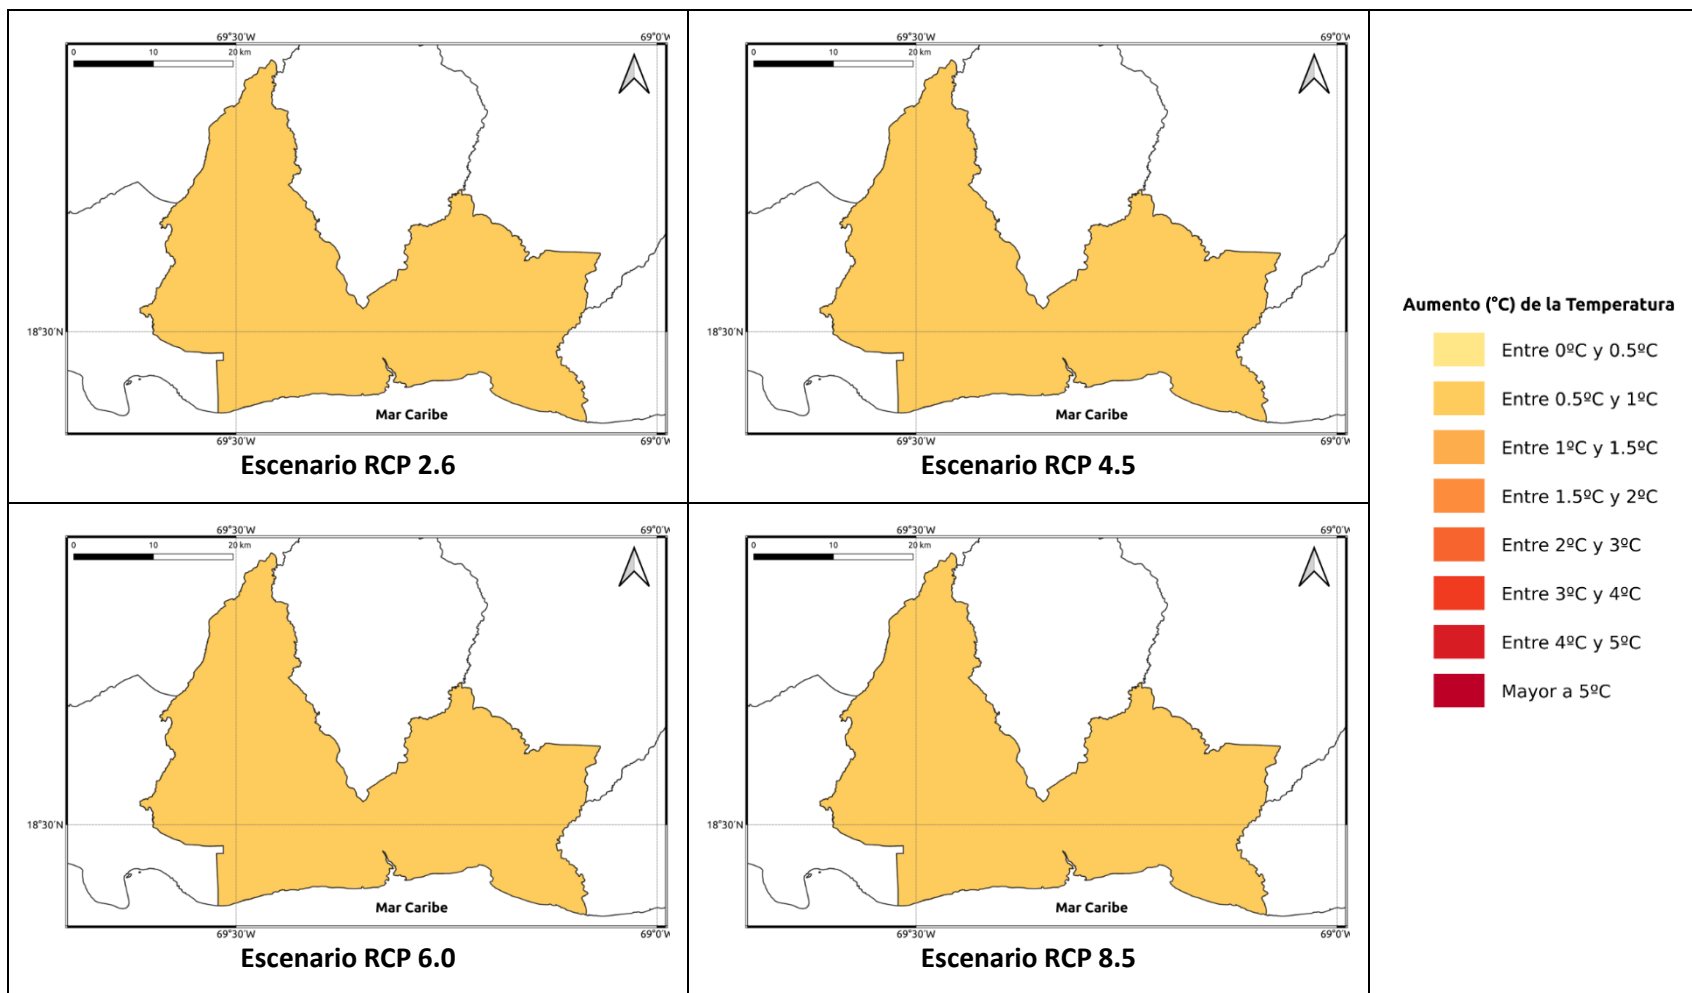 69°30'W
69°0'W
0 10 20 km
18°30'N
Mar Caribe
69°30'W
69°0'W
Escenario RCP 2.6
69°30'W
69°0'W
0 10 20 km
18°30'N
Mar Caribe
69°30'W
69°0'W
Escenario RCP 4.5
69°30'W
69°0'W
0 10 20 km
18°30'N
Mar Caribe
69°30'W
69°0'W
Escenario RCP 6.0
69°30'W
69°0'W
0 10 20 km
18°30'N
Mar Caribe
69°30'W
69°0'W
Escenario RCP 8.5
Aumento (°C) de la Temperatura
Entre 0ºC y 0.5ºC
Entre 0.5ºC y 1ºC
Entre 1ºC y 1.5ºC
Entre 1.5ºC y 2ºC
Entre 2ºC y 3ºC
Entre 3ºC y 4ºC
Entre 4ºC y 5ºC
Mayor a 5ºC